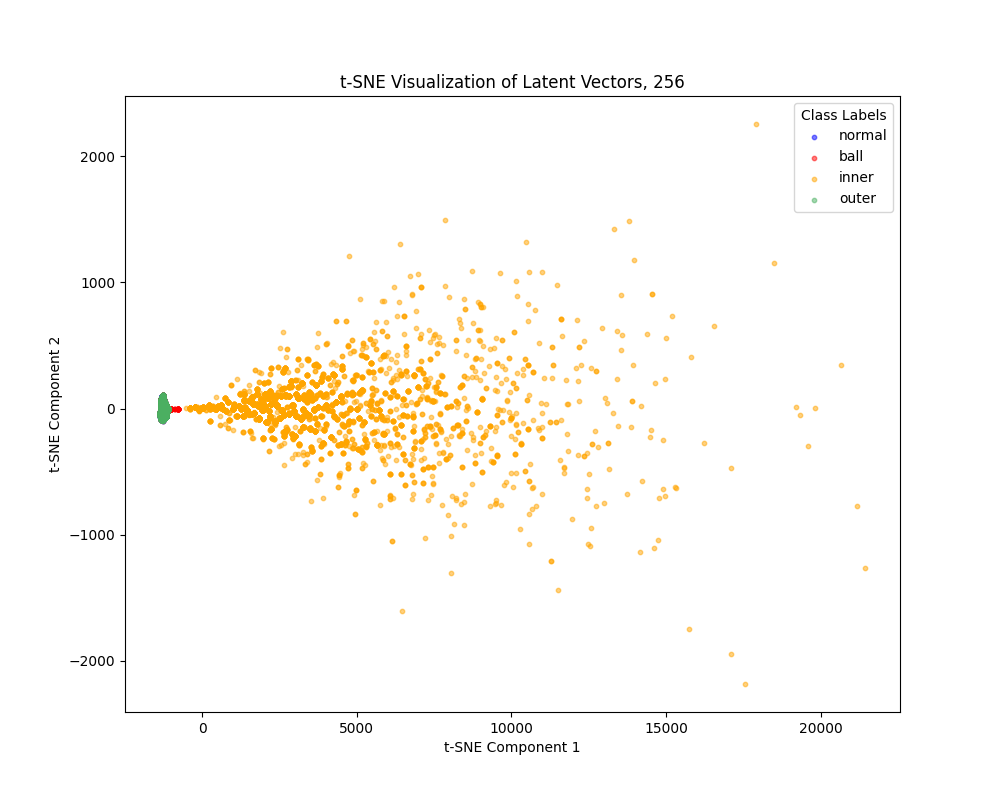 t-SNE Visualization of Latent Vectors, 256
Class Labels
normal
ball
inner
outer
2000
1000
0
−1000
−2000
t-SNE Component 2
0
5000
10000
15000
20000
t-SNE Component 1